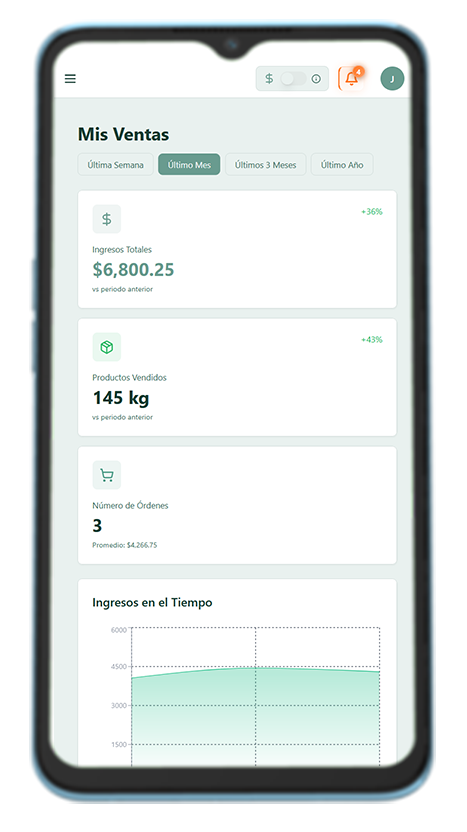 $
4
J
Mis Ventas
Última Semana Último Mes Últimos 3 Meses Último Año
+36%
Ingresos Totales
$6,800.25
vs periodo anterior
+43%
Productos Vendidos
145 kg
vs periodo anterior
Número de Órdenes
3
Promedio: $4,266.75
Ingresos en el Tiempo
6000
4500
3000
1500